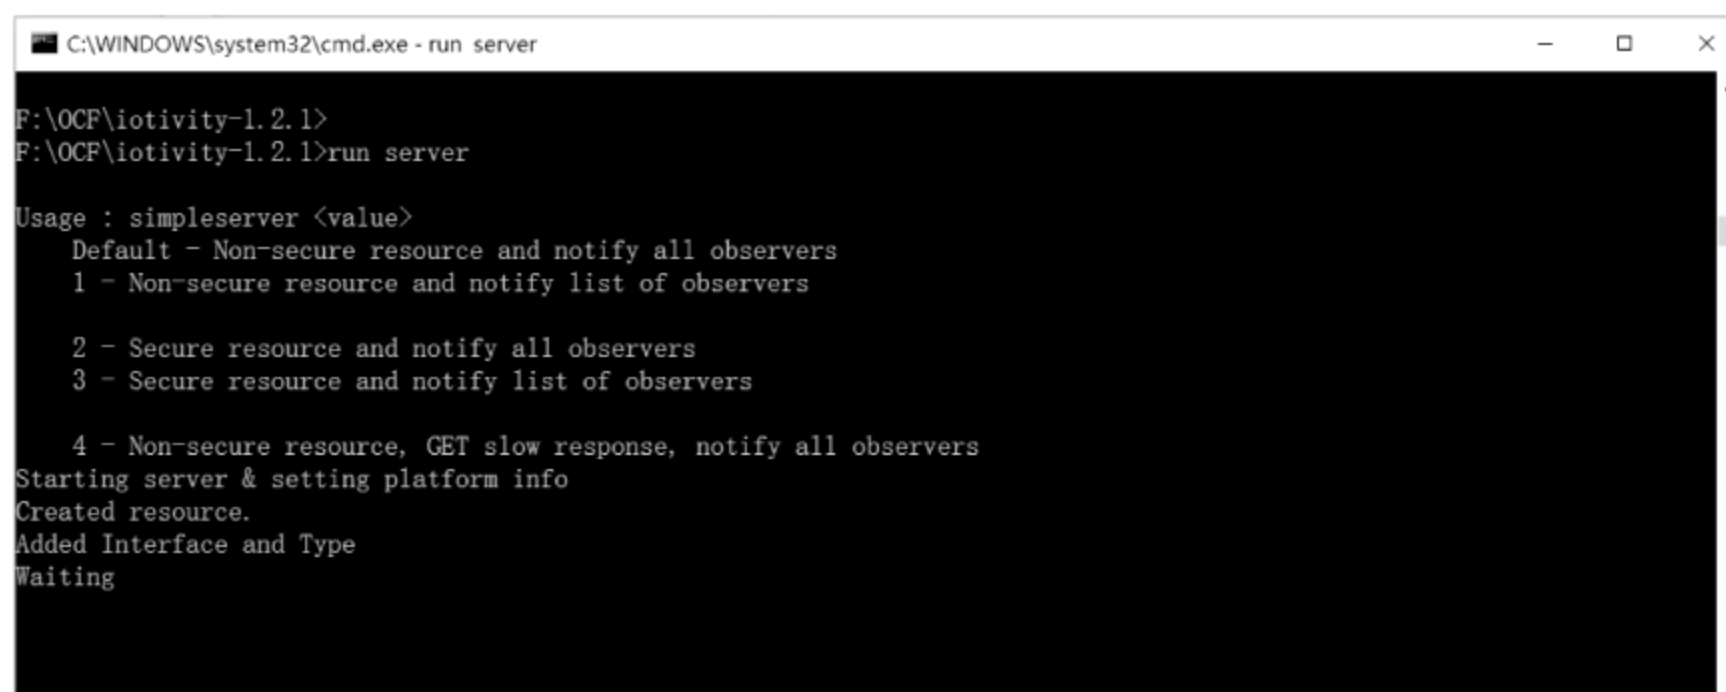 C:\WINDOWS\system32\cmd.exe - run  server
F:\OCF\iotivity-1.2.1>
F:\OCF\iotivity-1.2.1>run server
Usage : simpleserver <value>
    Default - Non-secure resource and notify all observers
    1 - Non-secure resource and notify list of observers
    2 - Secure resource and notify all observers
    3 - Secure resource and notify list of observers
    4 - Non-secure resource, GET slow response, notify all observers
Starting server & setting platform info
Created resource.
Added Interface and Type
Waiting